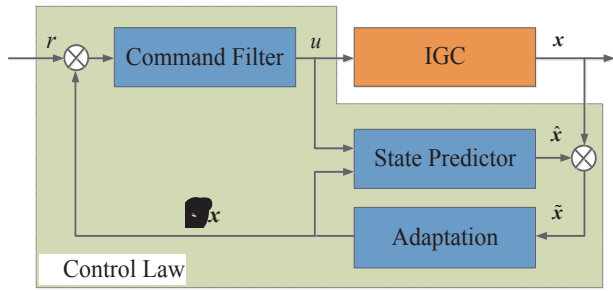 r
Command Filter
u
IGC
x
State Predictor
x̂
x̃
x
Adaptation
Control Law